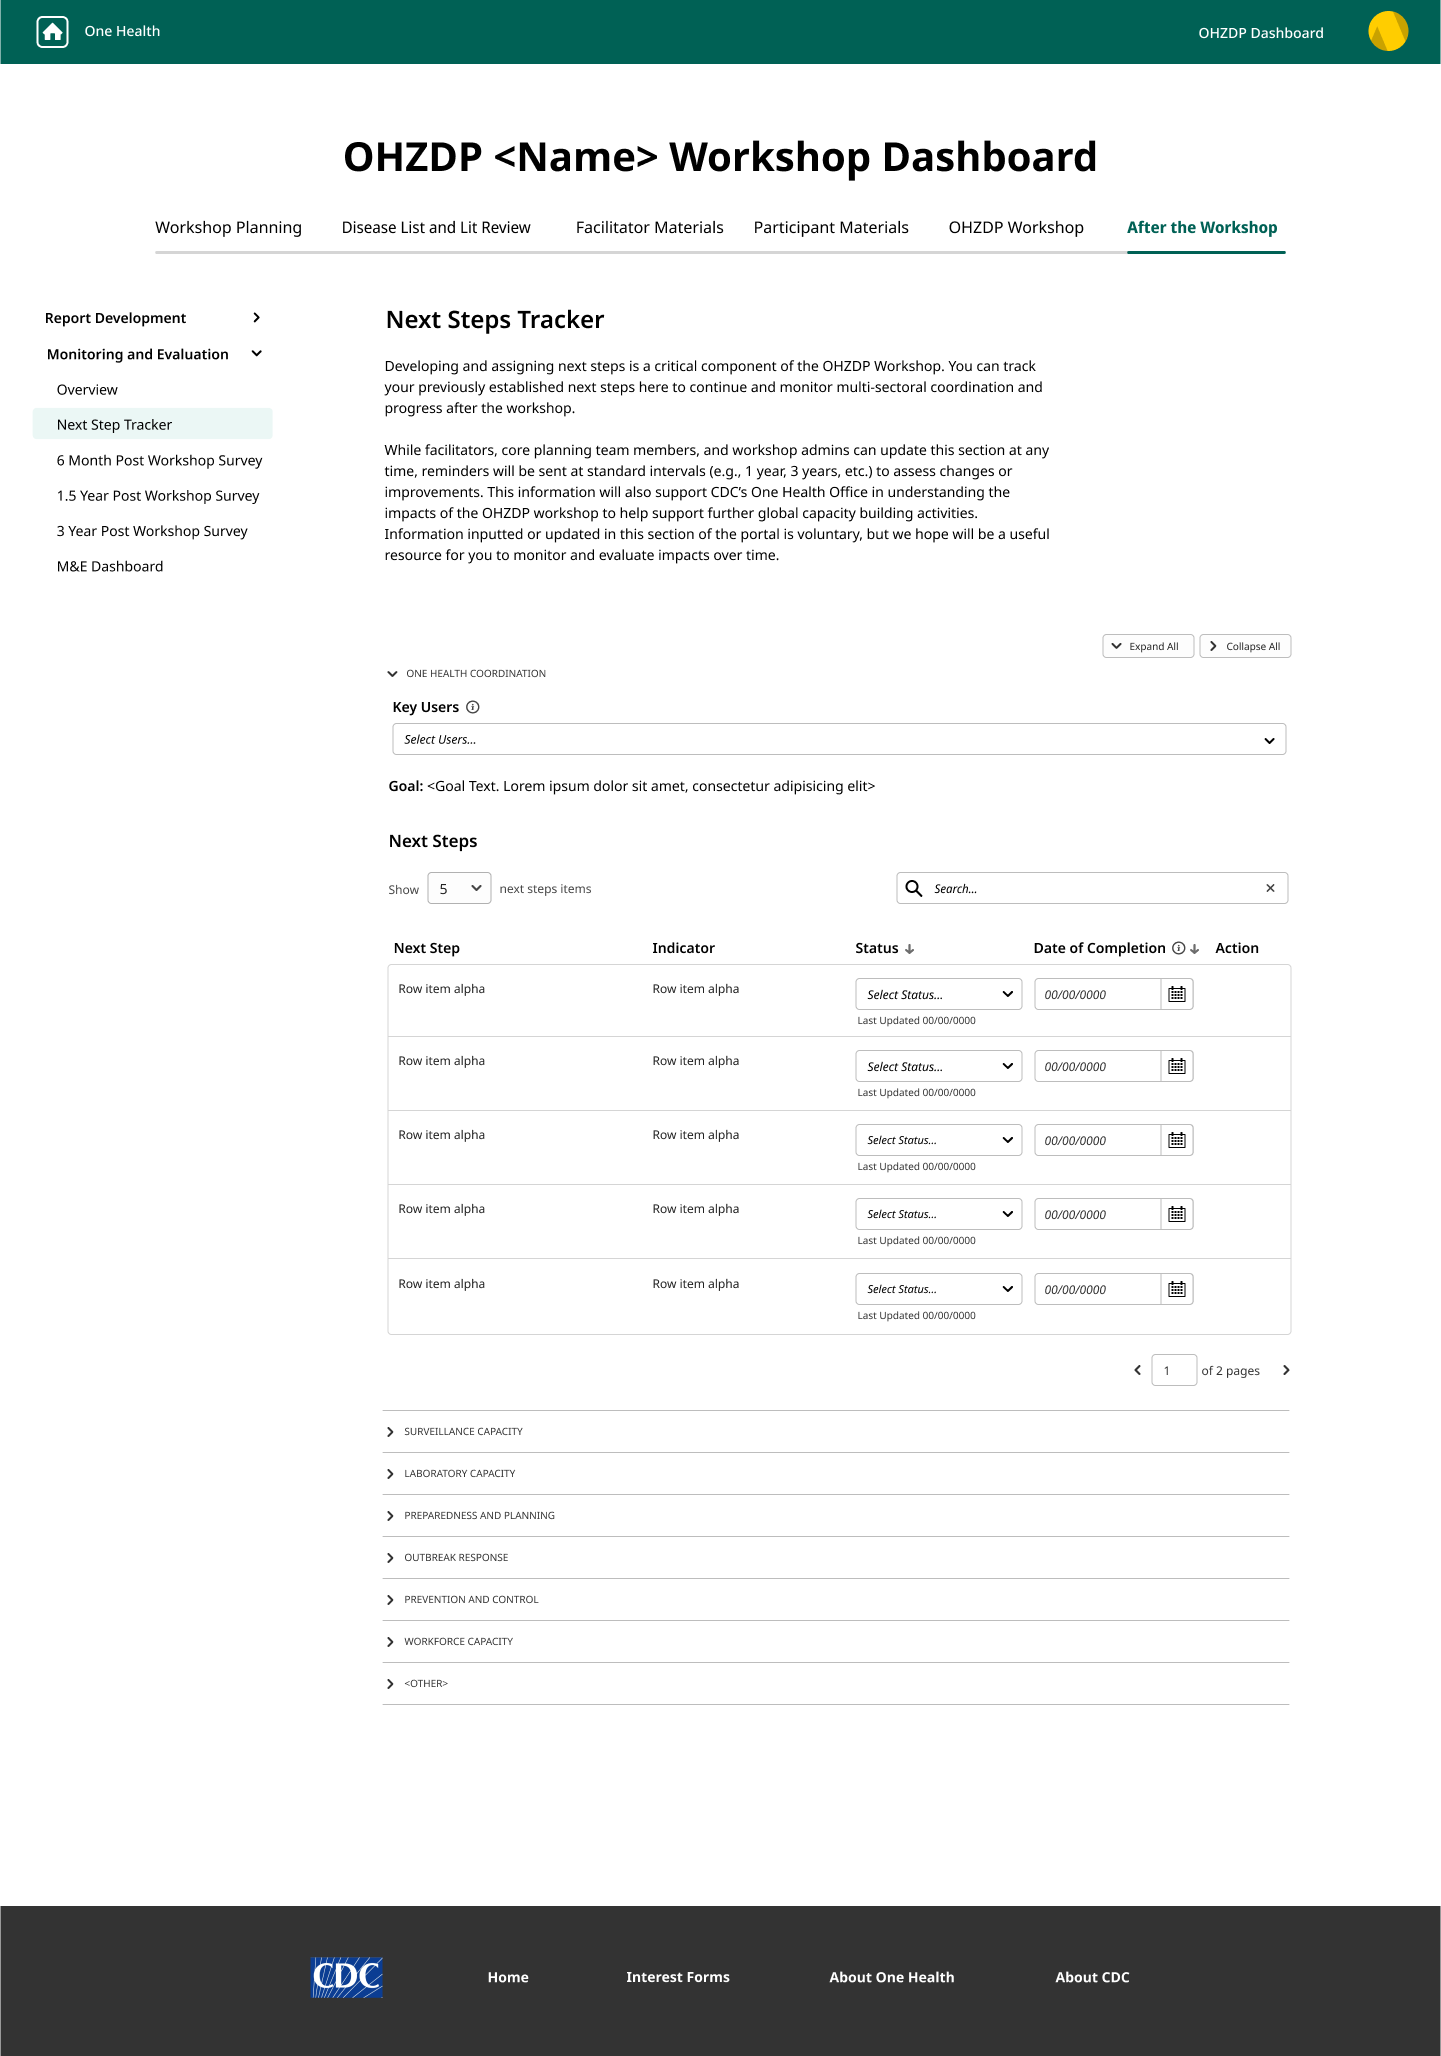 One Health
OHZDP Dashboard
OHZDP <Name> Workshop Dashboard
Workshop Planning
Disease List and Lit Review
Facilitator Materials
Participant Materials
OHZDP Workshop
After the Workshop
Report Development
Monitoring and Evaluation
Overview
Next Step Tracker
6 Month Post Workshop Survey
1.5 Year Post Workshop Survey
3 Year Post Workshop Survey
M&E Dashboard
Next Steps Tracker
Developing and assigning next steps is a critical component of the OHZDP Workshop. You can track
your previously established next steps here to continue and monitor multi-sectoral coordination and
progress after the workshop.
While facilitators, core planning team members, and workshop admins can update this section at any
time, reminders will be sent at standard intervals (e.g., 1 year, 3 years, etc.) to assess changes or
improvements. This information will also support CDC's One Health Office in understanding the
impacts of the OHZDP workshop to help support further global capacity building activities.
Information inputted or updated in this section of the portal is voluntary, but we hope will be a useful
resource for you to monitor and evaluate impacts over time.
Expand All
Collapse All
ONE HEALTH COORDINATION
Key Users
Select Users...
Goal: <Goal Text. Lorem ipsum dolor sit amet, consectetur adipisicing elit>
Next Steps
Show 5 next steps items
Search...
Next Step Indicator Status Date of Completion Action
Row item alpha Row item alpha Select Status... 00/00/0000
Last Updated 00/00/0000
Row item alpha Row item alpha Select Status... 00/00/0000
Last Updated 00/00/0000
Row item alpha Row item alpha Select Status... 00/00/0000
Last Updated 00/00/0000
Row item alpha Row item alpha Select Status... 00/00/0000
Last Updated 00/00/0000
Row item alpha Row item alpha Select Status... 00/00/0000
Last Updated 00/00/0000
1 of 2 pages
SURVEILLANCE CAPACITY
LABORATORY CAPACITY
PREPAREDNESS AND PLANNING
OUTBREAK RESPONSE
PREVENTION AND CONTROL
WORKFORCE CAPACITY
<OTHER>
CDC
Home
Interest Forms
About One Health
About CDC